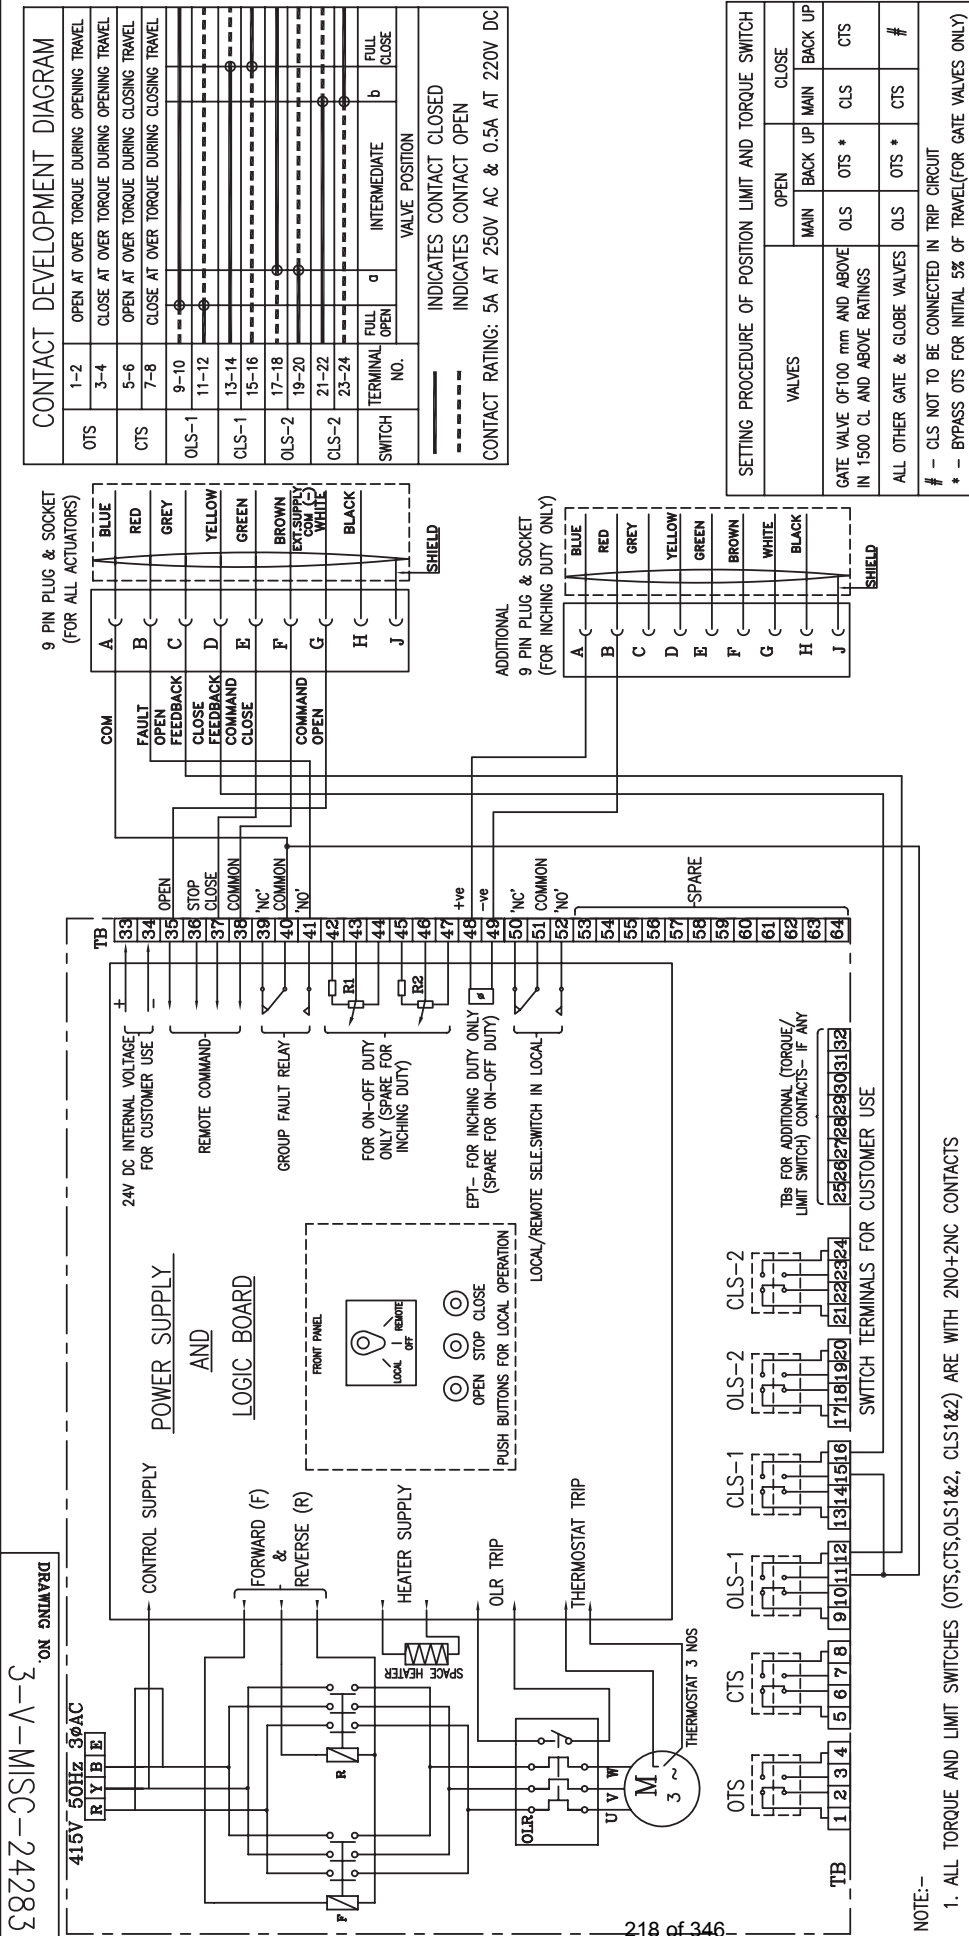 DRAWING NO.
3-V-MISC-24283
415V 50Hz 3øAC
R Y B E
CONTROL SUPPLY
FORWARD (F)
&
REVERSE (R)
HEATER SUPPLY
SPACE HEATER
OLR TRIP
THERMOSTAT TRIP
THERMOSTAT 3 NOS
F
R
OLR
U V W
M
3 ~
POWER SUPPLY
AND
LOGIC BOARD
FRONT PANEL
LOCAL
OFF
REMOTE
OPEN STOP CLOSE
PUSH BUTTONS FOR LOCAL OPERATION
24V DC INTERNAL VOLTAGE
FOR CUSTOMER USE
+
-
REMOTE COMMAND
GROUP FAULT RELAY
FOR ON-OFF DUTY
ONLY (SPARE FOR
INCHING DUTY)
R1
R2
EPT- FOR INCHING DUTY ONLY
(SPARE FOR ON-OFF DUTY)
ø
LOCAL/REMOTE SELE.SWITCH IN LOCAL
TB
33
34
35
36
37
38
39
40
41
42
43
44
45
46
47
48
49
50
51
52
53
54
55
56
57
58
59
60
61
62
63
64
OPEN
STOP
CLOSE
COMMON
'NC'
COMMON
'NO'
+ve
-ve
'NC'
COMMON
'NO'
SPARE
TB
OTS
1 2 3 4
CTS
5 6 7 8
OLS-1
9 10 11 12
CLS-1
13 14 15 16
OLS-2
17 18 19 20
CLS-2
21 22 23 24
TBs FOR ADDITIONAL (TORQUE/
LIMIT SWITCH) CONTACTS- IF ANY
25 26 27 28 29 30 31 32
SWTTCH TERMINALS FOR CUSTOMER USE
NOTE:-
1. ALL TORQUE AND LIMIT SWITCHES (OTS,CTS,OLS1&2, CLS1&2) ARE WITH 2NO+2NC CONTACTS
9 PIN PLUG & SOCKET
(FOR ALL ACTUATORS)
COM
FAULT
OPEN
FEEDBACK
CLOSE
FEEDBACK
COMMAND
CLOSE
COMMAND
OPEN
A BLUE
B RED
C GREY
D YELLOW
E GREEN
F BROWN
EXT.SUPPLY
COM (-)
G WHITE
H BLACK
J
SHIELD
ADDITIONAL
9 PIN PLUG & SOCKET
(FOR INCHING DUTY ONLY)
A BLUE
B RED
C GREY
D YELLOW
E GREEN
F BROWN
G WHITE
H BLACK
J
SHIELD
CONTACT DEVELOPMENT DIAGRAM
OTS 1-2 OPEN AT OVER TORQUE DURING OPENING TRAVEL
3-4 CLOSE AT OVER TORQUE DURING OPENING TRAVEL
CTS 5-6 OPEN AT OVER TORQUE DURING CLOSING TRAVEL
7-8 CLOSE AT OVER TORQUE DURING CLOSING TRAVEL
OLS-1 9-10
11-12
CLS-1 13-14
15-16
OLS-2 17-18
19-20
CLS-2 21-22
23-24
SWITCH TERMINAL NO. FULL OPEN a INTERMEDIATE b FULL CLOSE
VALVE POSITION
INDICATES CONTACT CLOSED
INDICATES CONTACT OPEN
CONTACT RATING: 5A AT 250V AC & 0.5A AT 220V DC
SETTING PROCEDURE OF POSITION LIMIT AND TORQUE SWITCH
VALVES OPEN CLOSE
MAIN BACK UP MAIN BACK UP
GATE VALVE OF100 mm AND ABOVE
IN 1500 CL AND ABOVE RATINGS OLS OTS * CLS CTS
ALL OTHER GATE & GLOBE VALVES OLS OTS * CTS #
# - CLS NOT TO BE CONNECTED IN TRIP CIRCUIT
* - BYPASS OTS FOR INITIAL 5% OF TRAVEL(FOR GATE VALVES ONLY)
218 of 346